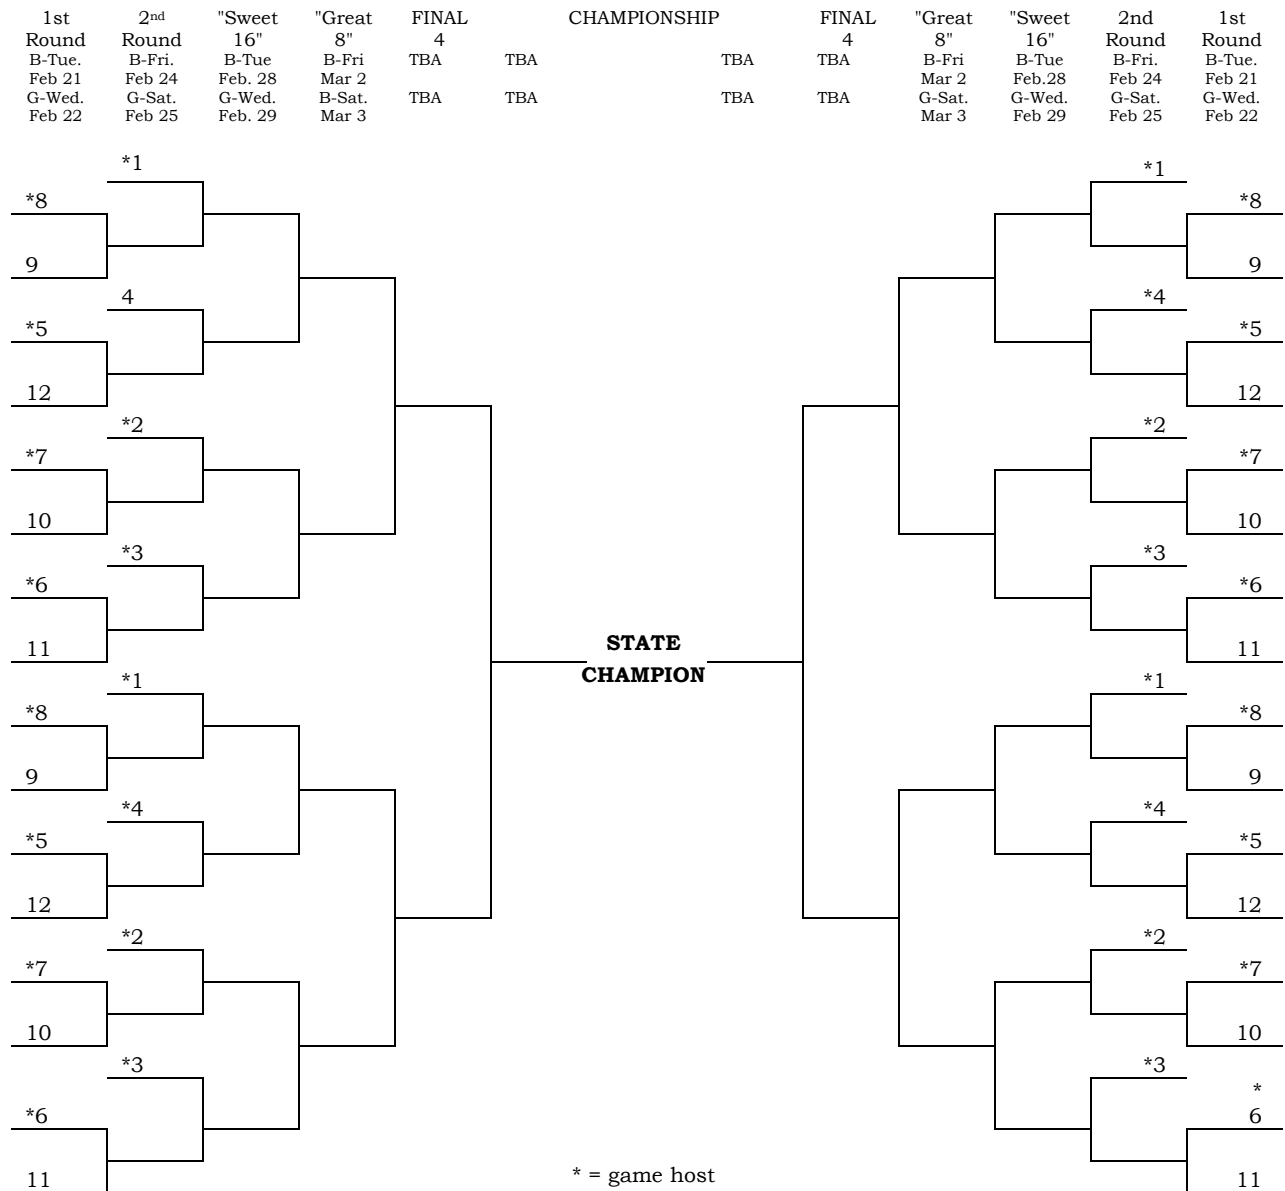 1st 2nd "Sweet "Great FINAL CHAMPIONSHIP FINAL "Great "Sweet 2nd 1st
Round Round 16" 8" 4 4 8" 16" Round Round
B-Tue. B-Fri. B-Tue B-Fri TBA TBA TBA TBA B-Fri B-Tue B-Fri. B-Tue.
Feb 21 Feb 24 Feb. 28 Mar 2 Mar 2 Feb.28 Feb 24 Feb 21
G-Wed. G-Sat. G-Wed. B-Sat. TBA TBA TBA TBA G-Sat. G-Wed. G-Sat. G-Wed.
Feb 22 Feb 25 Feb. 29 Mar 3 Mar 3 Feb 29 Feb 25 Feb 22
*1 *1
*8 *8
9 9
4 *4
*5 *5
12 12
*2 *2
*7 *7
10 10
*3 *3
*6 *6
11 11
STATE
CHAMPION
*1 *1
*8 *8
9 9
*4 *4
*5 *5
12 12
*2 *2
*7 *7
10 10
*3 *3
*
*6 6
11 * = game host 11